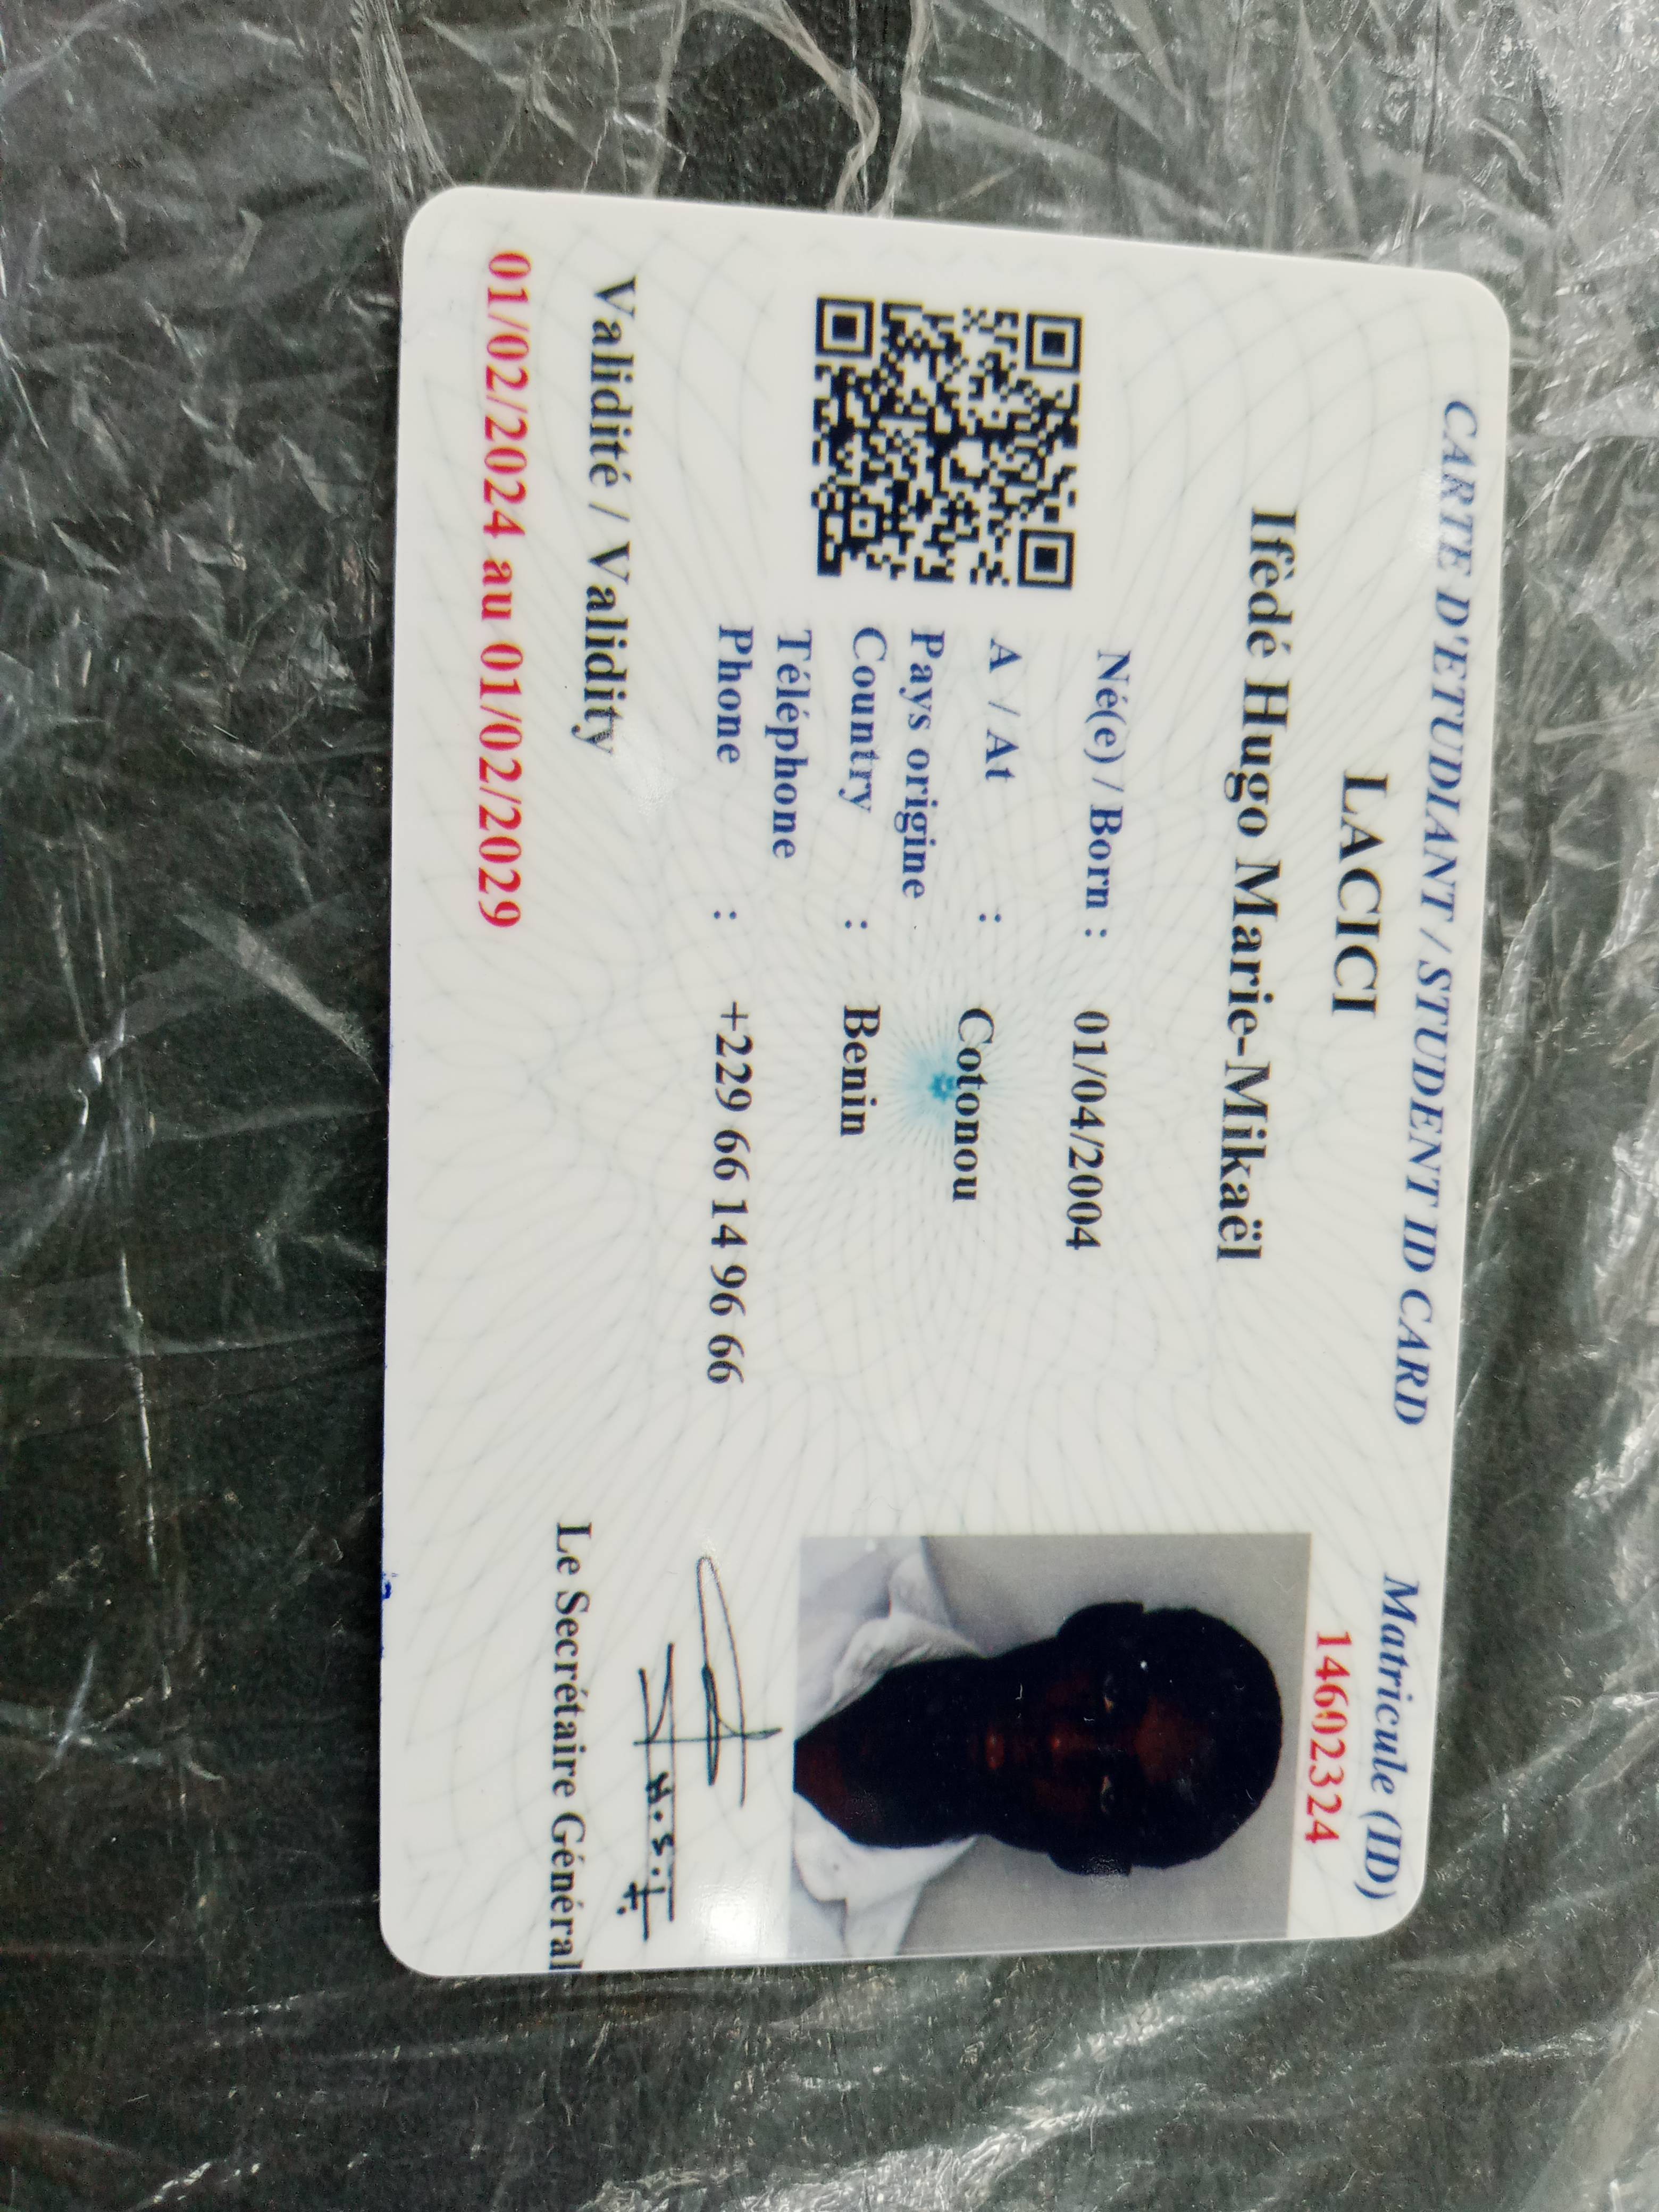 CARTE D'ETUDIANT / STUDENT ID CARD
Matricule (ID)
14602324
LACICI
Ifèdé Hugo Marie-Mikaël
Né(e) / Born : 01/04/2004
A / At : Cotonou
Pays origine
Country : Benin
Téléphone
Phone : +229 66 14 96 66
Validité / Validity
01/02/2024 au 01/02/2029
Le Secrétaire Général